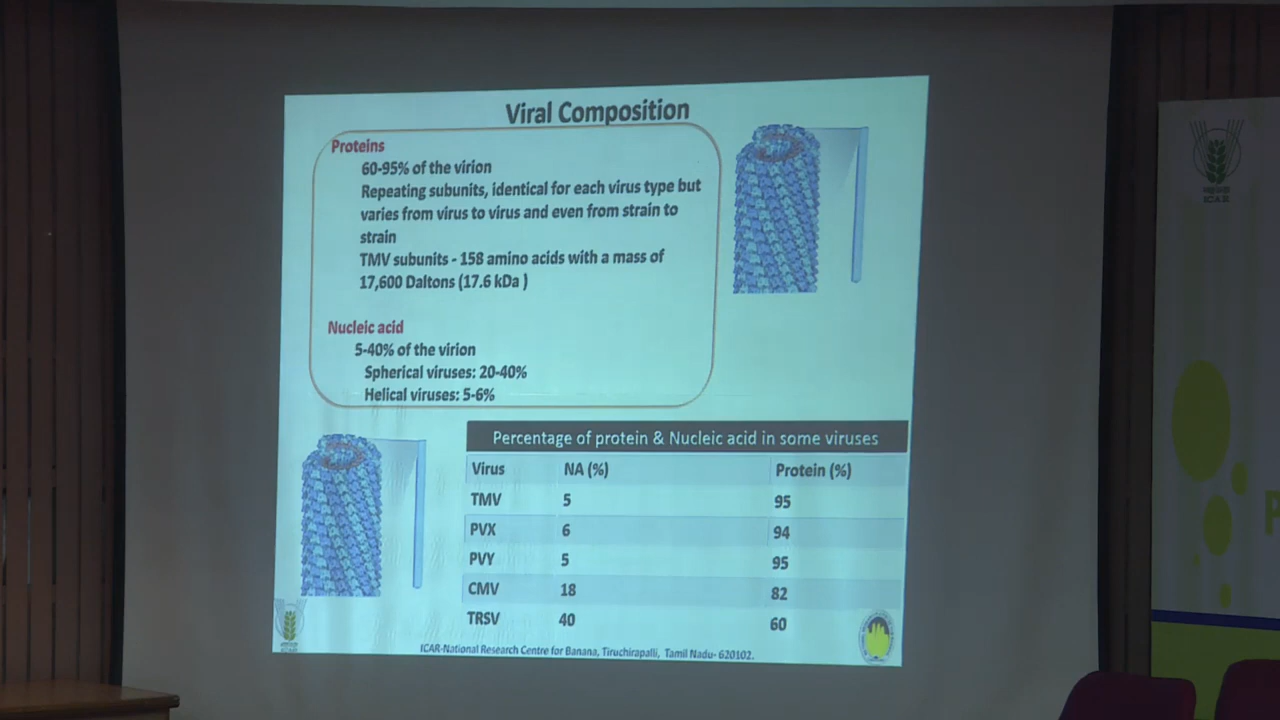 Viral Composition
Proteins
60-95% of the virion
Repeating subunits, identical for each virus type but
varies from virus to virus and even from strain to
strain
TMV subunits - 158 amino acids with a mass of
17,600 Daltons (17.6 kDa )
Nucleic acid
5-40% of the virion
Spherical viruses: 20-40%
Helical viruses: 5-6%
Percentage of protein & Nucleic acid in some viruses
Virus NA (%) Protein (%)
TMV 5 95
PVX 6 94
PVY 5 95
CMV 18 82
TRSV 40 60
ICAR-National Research Centre for Banana, Tiruchirapalli, Tamil Nadu- 620102.
ICAR
ICAR
P